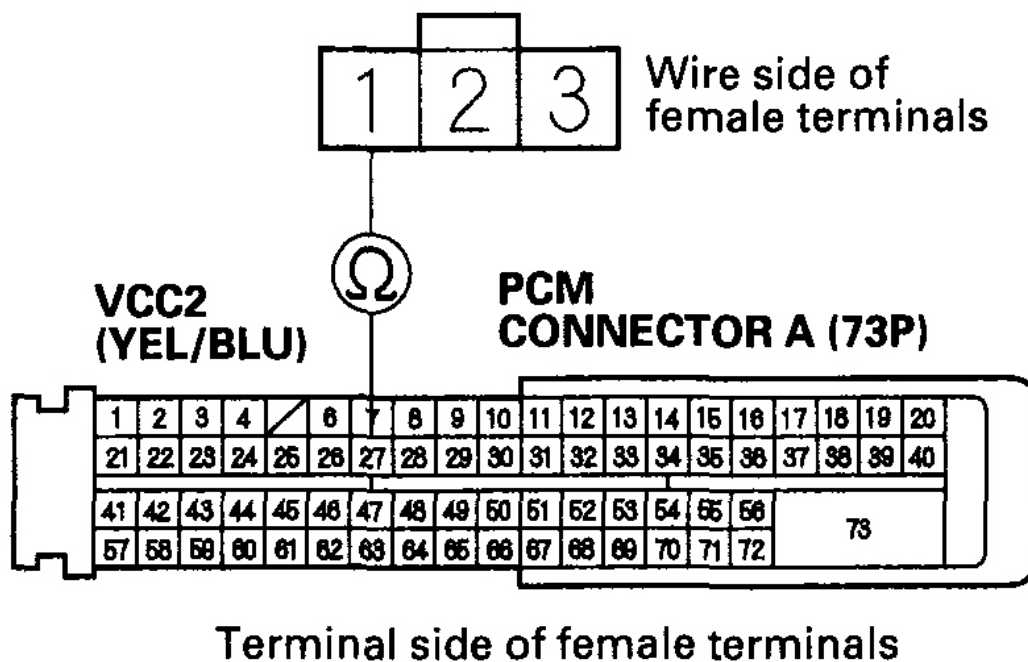 1 2 3
Wire side of
female terminals
Ω
VCC2
(YEL/BLU)
PCM
CONNECTOR A (73P)
1 2 3 4 6 7 8 9 10 11 12 13 14 15 16 17 18 19 20
21 22 23 24 25 26 27 28 29 30 31 32 33 34 35 36 37 38 39 40
41 42 43 44 45 46 47 48 49 50 51 52 53 54 55 56
73
57 58 59 60 61 62 63 64 65 66 67 68 69 70 71 72
Terminal side of female terminals